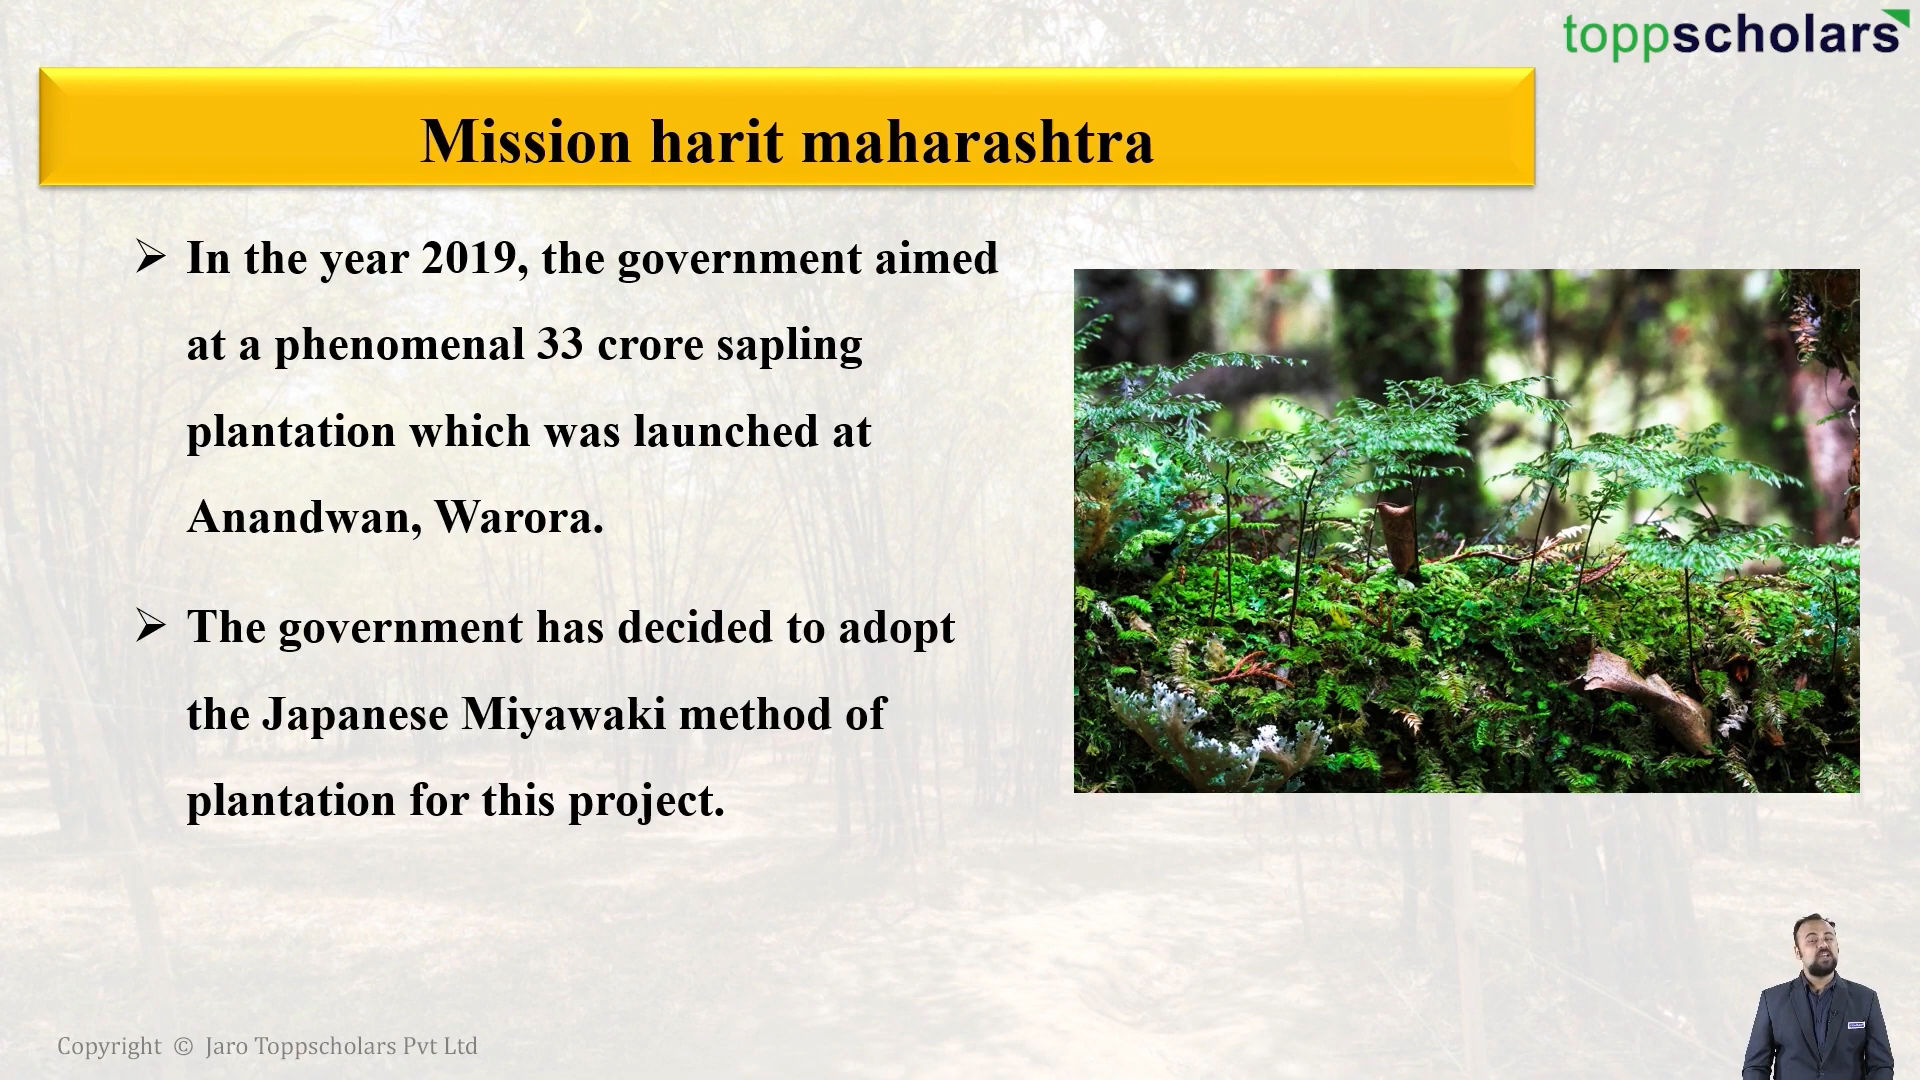 toppscholars
Mission harit maharashtra
➢ In the year 2019, the government aimed
at a phenomenal 33 crore sapling
plantation which was launched at
Anandwan, Warora.
➢ The government has decided to adopt
the Japanese Miyawaki method of
plantation for this project.
Copyright © Jaro Toppscholars Pvt Ltd